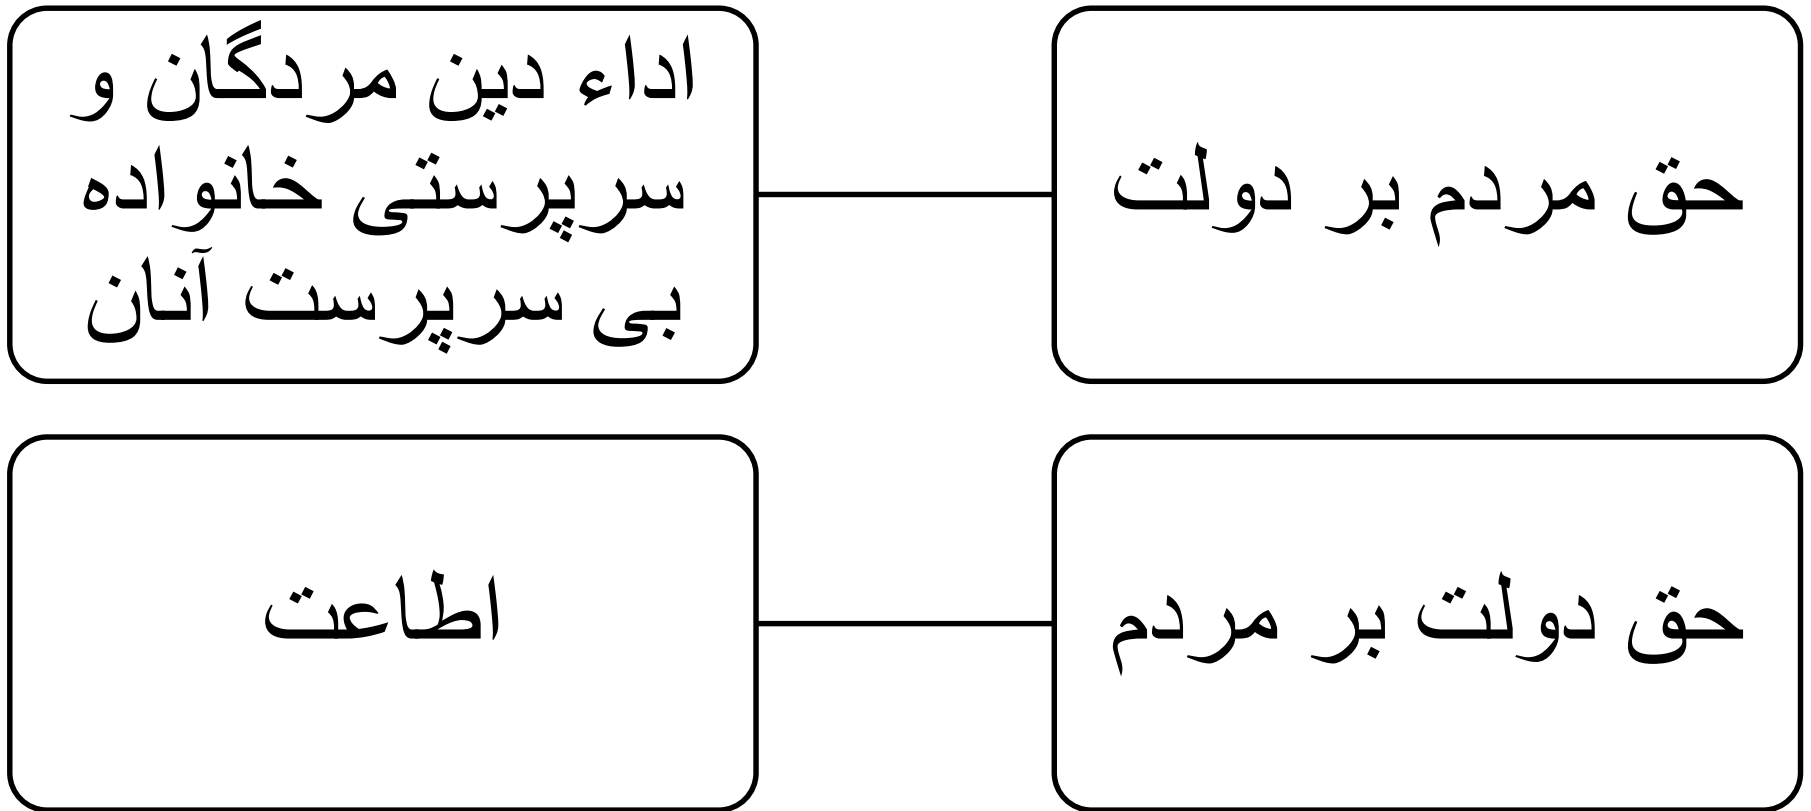 حق مردم بر دولت
اداء دین مردگان و
سرپرستی خانواده
بی سرپرست آنان
حق دولت بر مردم
اطاعت